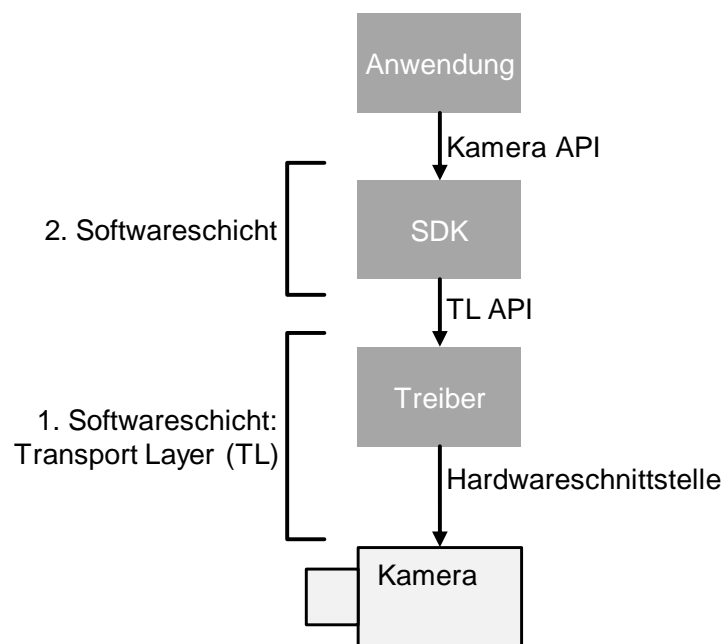 Anwendung
Kamera API
2. Softwareschicht
SDK
TL API
Treiber
1. Softwareschicht:
Transport Layer (TL)
Hardwareschnittstelle
Kamera